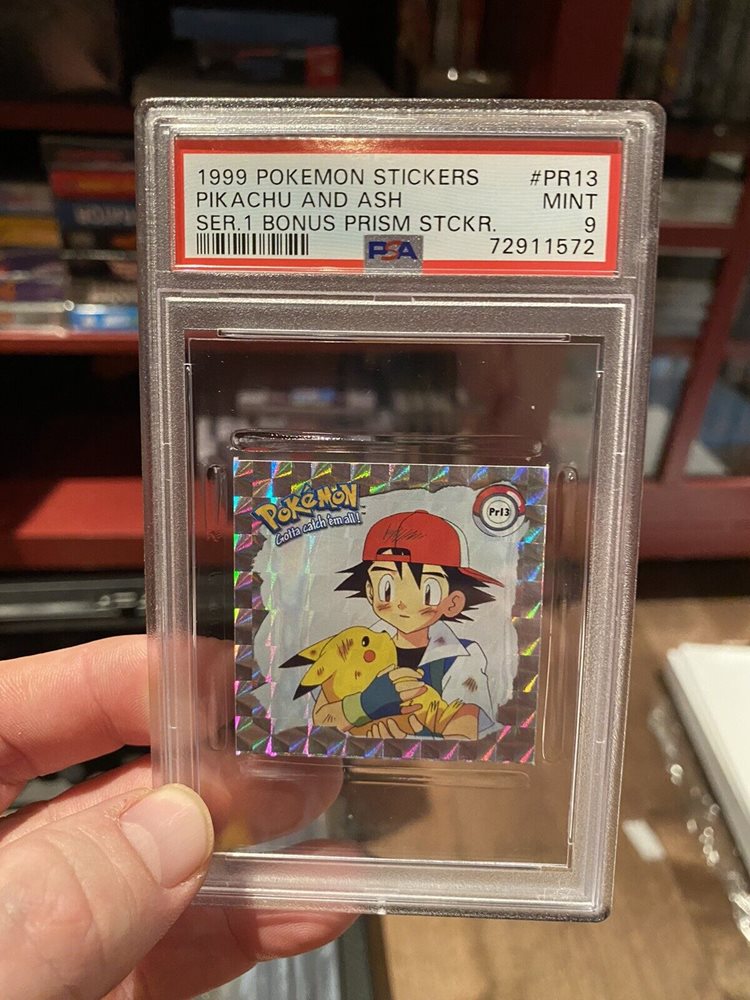 1999 POKEMON STICKERS #PR13
PIKACHU AND ASH MINT
SER.1 BONUS PRISM STCKR. 9
PSA 72911572
POKéMON
Gotta catch 'em all!
Pr13